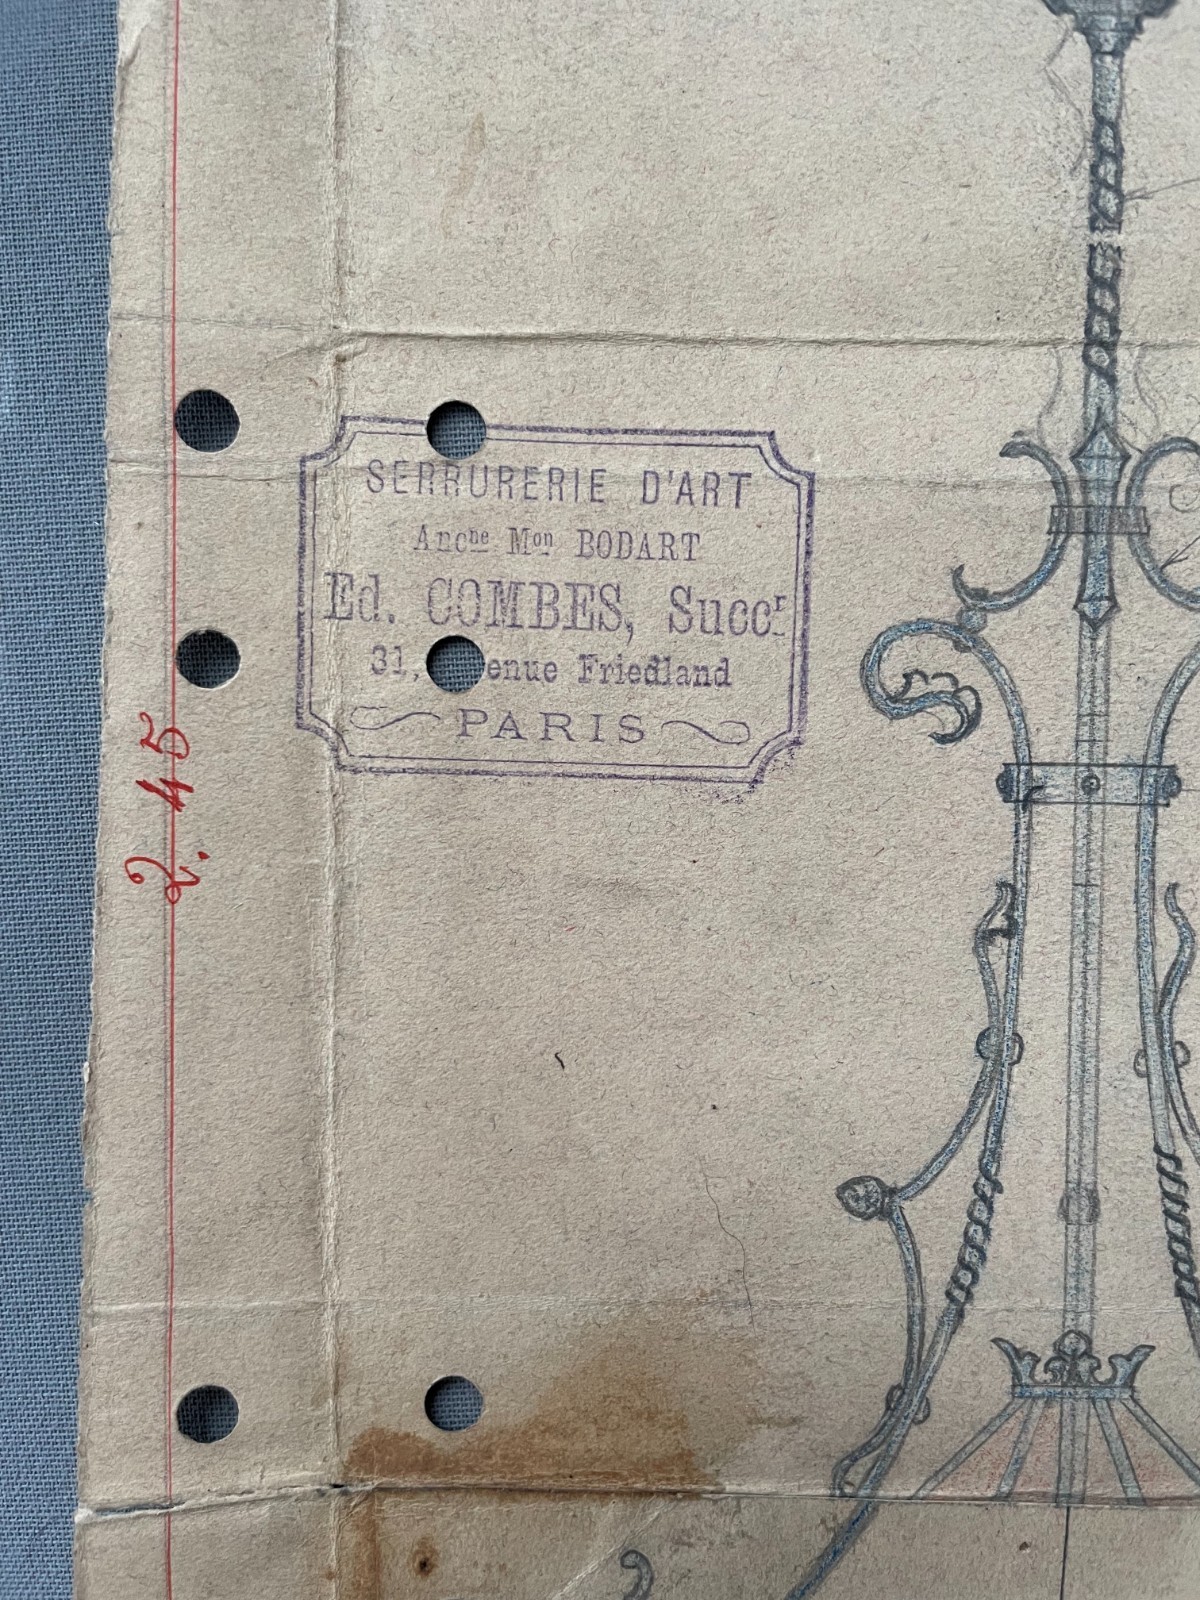 SERRURERIE D'ART
Ancne Mon BODART
Ed. COMBES, Succr
31, enue Friedland
PARIS
2.45